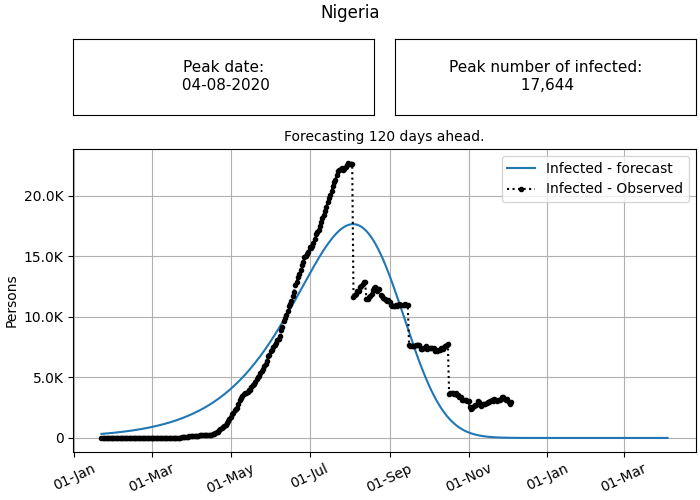 Nigeria
Peak date:
04-08-2020
Peak number of infected:
17,644
Forecasting 120 days ahead.
Infected - forecast
Infected - Observed
Persons
20.0K
15.0K
10.0K
5.0K
0
01-Jan
01-Mar
01-May
01-Jul
01-Sep
01-Nov
01-Jan
01-Mar